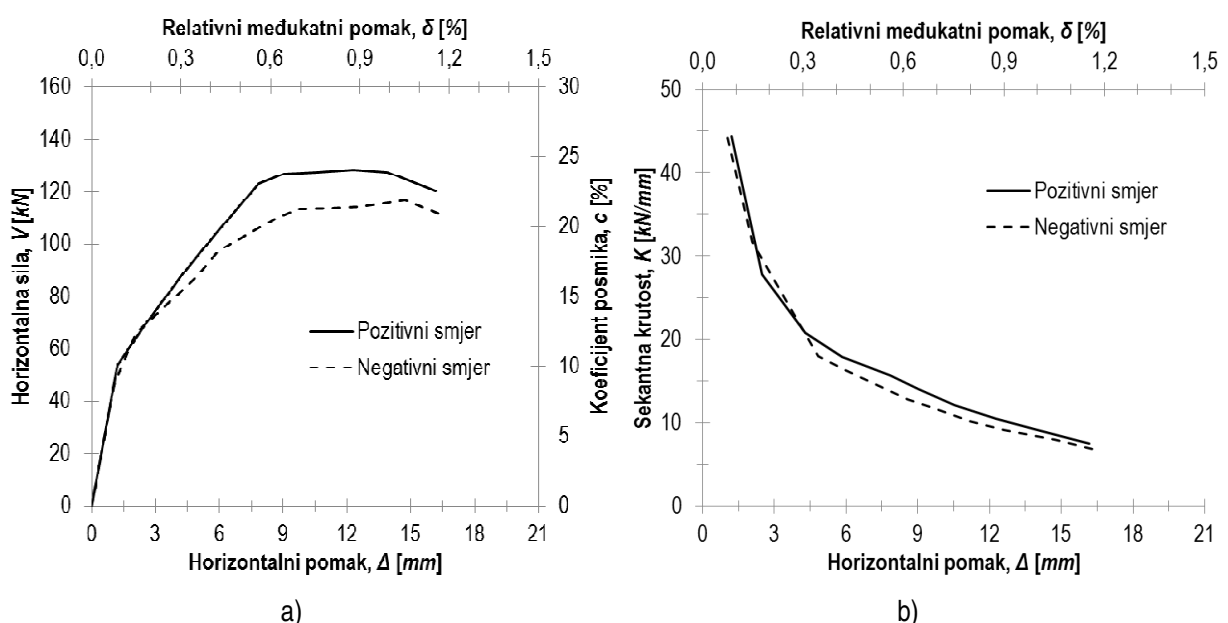 Relativni međukatni pomak, δ [%]
0,0 0,3 0,6 0,9 1,2 1,5
160
140
120
100
80
60
40
20
0
Horizontalna sila, V [kN]
30
25
20
15
10
5
0
Koeficijent posmika, c [%]
Pozitivni smjer
Negativni smjer
0 3 6 9 12 15 18 21
Horizontalni pomak, Δ [mm]
a)
Relativni međukatni pomak, δ [%]
0,0 0,3 0,6 0,9 1,2 1,5
50
40
30
20
10
0
Sekantna krutost, K [kN/mm]
Pozitivni smjer
Negativni smjer
0 3 6 9 12 15 18 21
Horizontalni pomak, Δ [mm]
b)